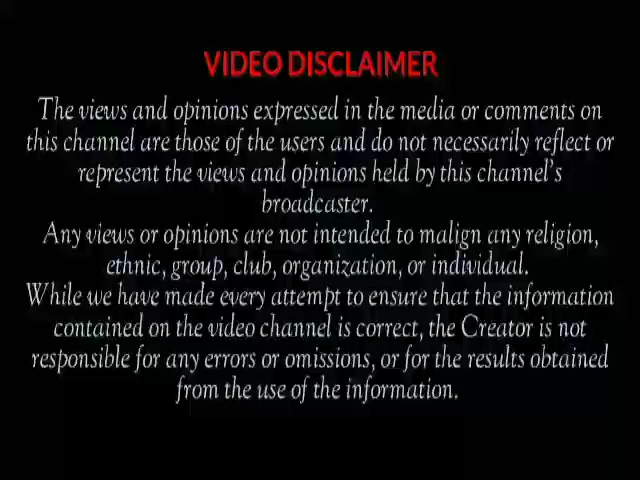 VIDEO DISCLAIMER
The views and opinions expressed in the media or comments on
this channel are those of the users and do not necessarily reflect or
represent the views and opinions held by this channel's
broadcaster.
Any views or opinions are not intended to malign any religion,
ethnic, group, club, organization, or individual.
While we have made every attempt to ensure that the information
contained on the video channel is correct, the Creator is not
responsible for any errors or omissions, or for the results obtained
from the use of the information.